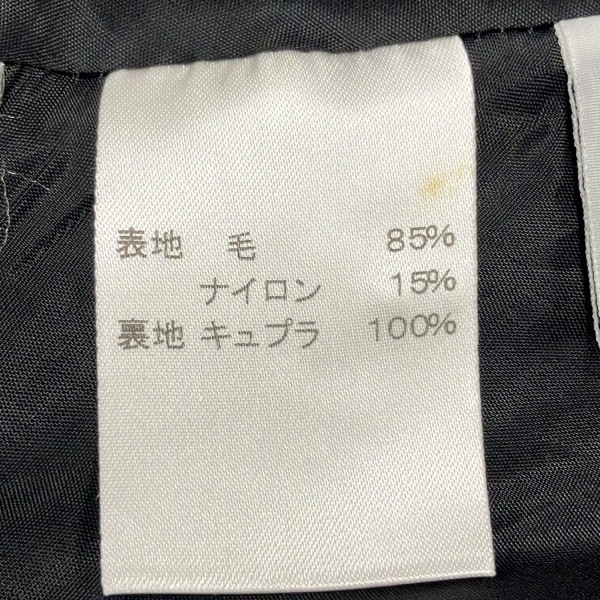 表地 毛 85%
ナイロン 15%
裏地 キュプラ 100%